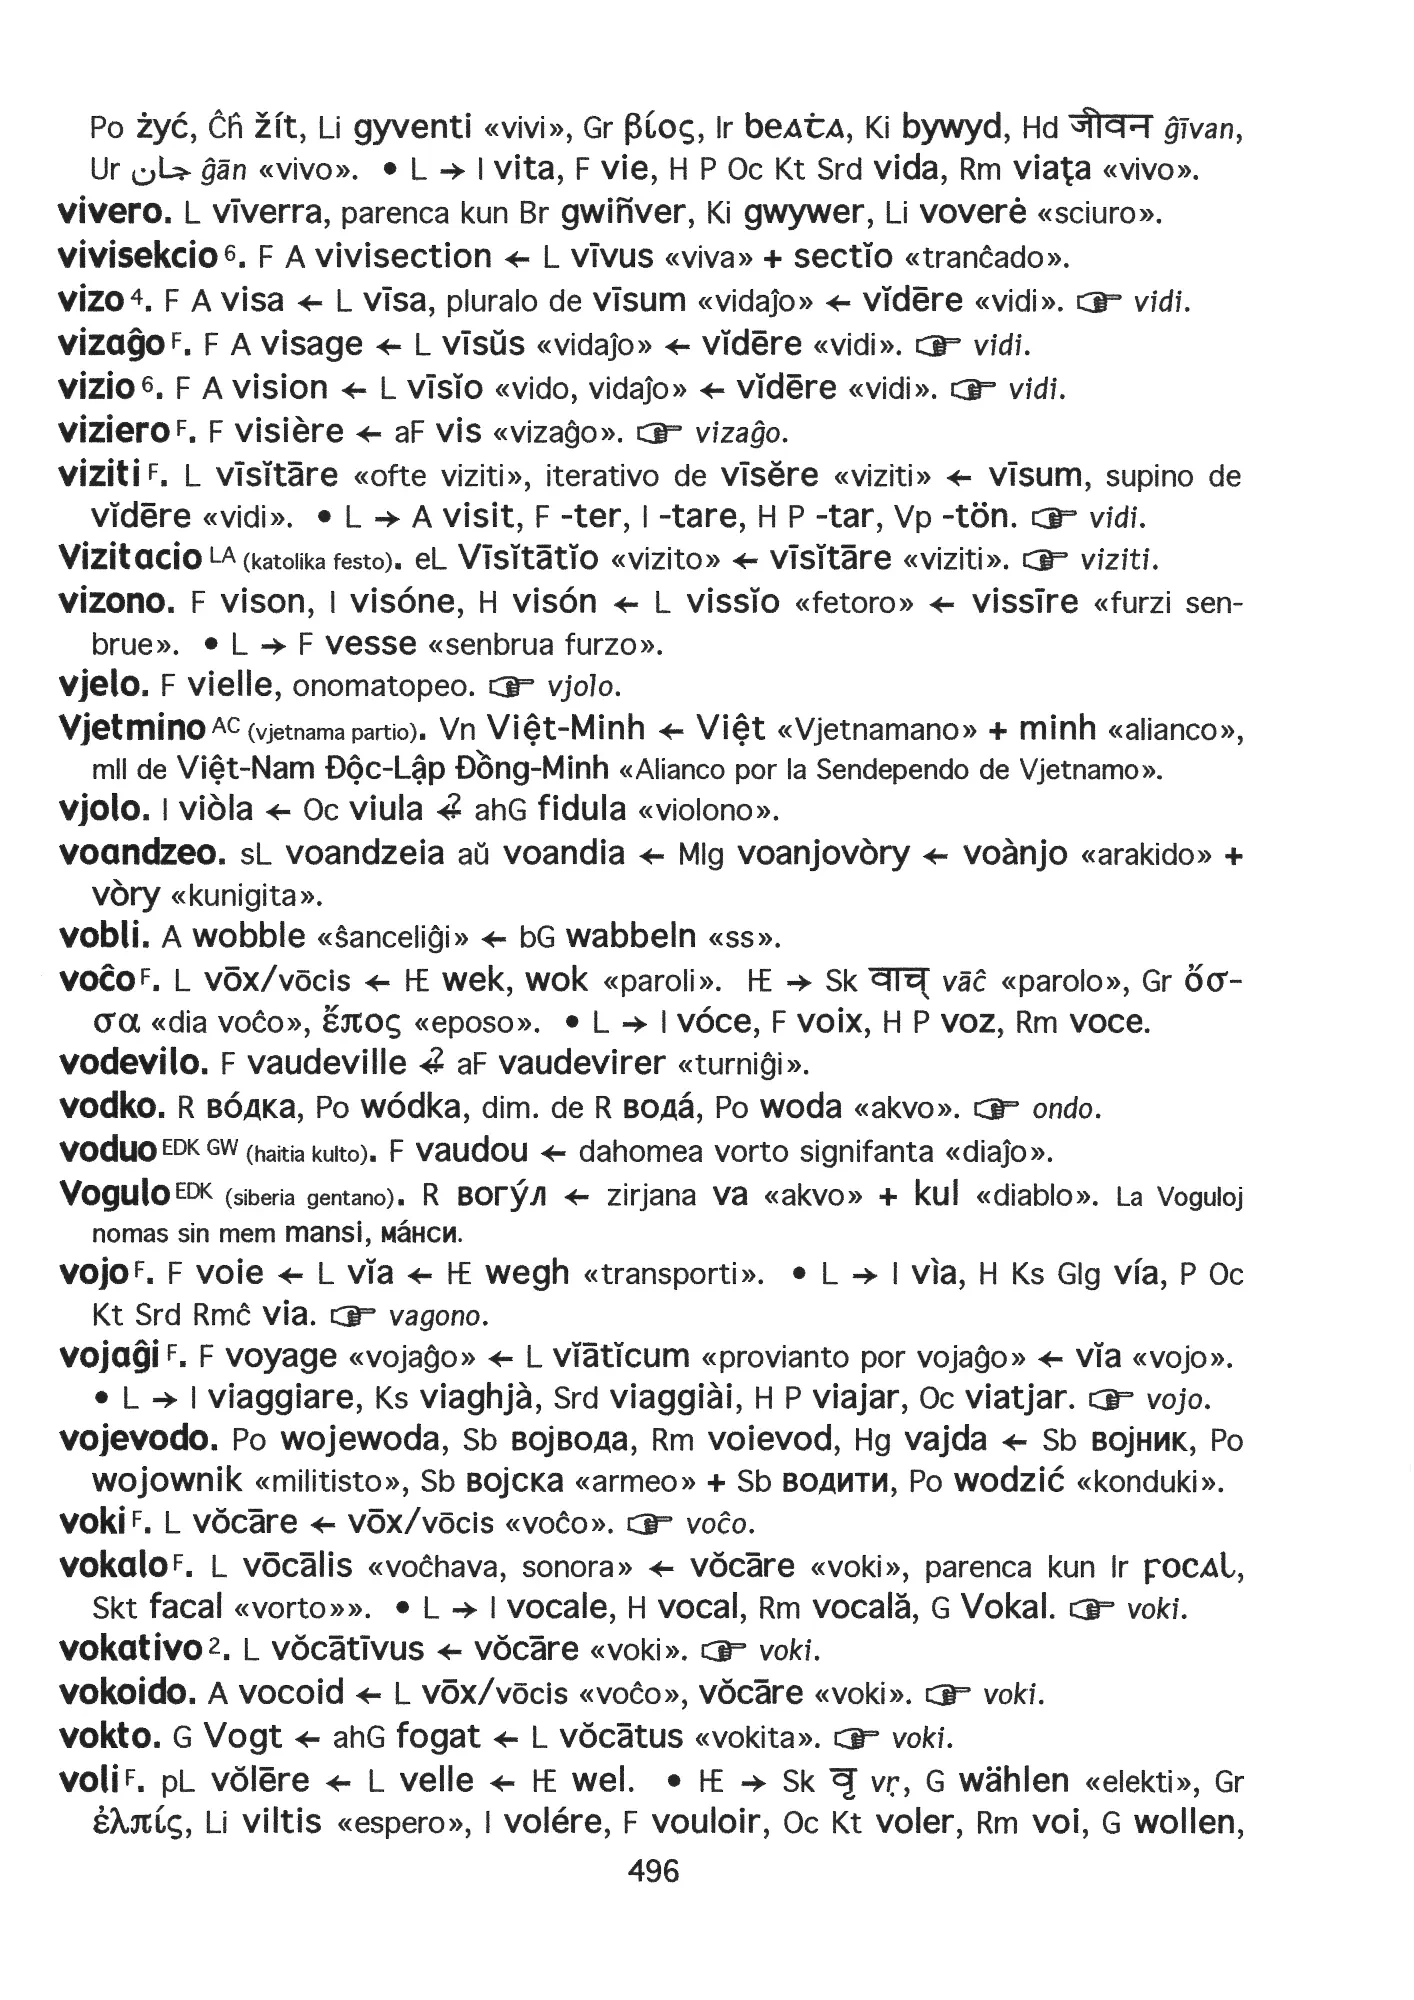 Po żyć, Ĉĥ žít, Li gyventi «vivi», Gr βίος, Ir beaṫa, Ki bywyd, Hd जीवन ĝīvan,
Ur جان ĝān «vivo». • L → I vita, F vie, H P Oc Kt Srd vida, Rm viaţa «vivo».
vivero. L vīverra, parenca kun Br gwiñver, Ki gwywer, Li voverė «sciuro».
vivisekcio 6. F A vivisection ← L vīvus «viva» + sectĭo «tranĉado».
vizo 4. F A visa ← L vīsa, pluralo de vīsum «vidaĵo» ← vĭdēre «vidi». ☞ vidi.
vizaĝo F. F A visage ← L vīsŭs «vidaĵo» ← vĭdēre «vidi». ☞ vidi.
vizio 6. F A vision ← L vīsĭo «vido, vidaĵo» ← vĭdēre «vidi». ☞ vidi.
viziero F. F visière ← aF vis «vizaĝo». ☞ vizaĝo.
viziti F. L vīsĭtāre «ofte viziti», iterativo de vīsĕre «viziti» ← vīsum, supino de
vĭdēre «vidi». • L → A visit, F -ter, I -tare, H P -tar, Vp -tön. ☞ vidi.
Vizitacio LA (katolika festo). eL Vīsĭtātĭo «vizito» ← vīsĭtāre «viziti». ☞ viziti.
vizono. F vison, I visóne, H visón ← L vissĭo «fetoro» ← vissīre «furzi sen-
brue». • L → F vesse «senbrua furzo».
vjelo. F vielle, onomatopeo. ☞ vjolo.
Vjetmino AC (vjetnama partio). Vn Việt-Minh ← Việt «Vjetnamano» + minh «alianco»,
mll de Việt-Nam Độc-Lập Đồng-Minh «Alianco por la Sendependo de Vjetnamo».
vjolo. I viòla ← Oc viula ←? ahG fidula «violono».
voandzeo. sL voandzeia aŭ voandia ← Mlg voanjovòry ← voànjo «arakido» +
vòry «kunigita».
vobli. A wobble «ŝanceliĝi» ← bG wabbeln «ss».
voĉo F. L vōx/vōcis ← IE wek, wok «paroli». IE → Sk वाच् vāĉ «parolo», Gr ὄσ-
σα «dia voĉo», ἔπος «eposo». • L → I vóce, F voix, H P voz, Rm voce.
vodevilo. F vaudeville ←? aF vaudevirer «turniĝi».
vodko. R во́дка, Po wódka, dim. de R вода́, Po woda «akvo». ☞ ondo.
voduo EDK GW (haitia kulto). F vaudou ← dahomea vorto signifanta «diaĵo».
Vogulo EDK (siberia gentano). R вогу́л ← zirjana va «akvo» + kul «diablo». La Voguloj
nomas sin mem mansi, ма́нси.
vojo F. F voie ← L vĭa ← IE wegh «transporti». • L → I vìa, H Ks Glg vía, P Oc
Kt Srd Rmĉ via. ☞ vagono.
vojaĝi F. F voyage «vojaĝo» ← L vĭātĭcum «provianto por vojaĝo» ← vĭa «vojo».
• L → I viaggiare, Ks viaghjà, Srd viaggiài, H P viajar, Oc viatjar. ☞ vojo.
vojevodo. Po wojewoda, Sb војвода, Rm voievod, Hg vajda ← Sb војник, Po
wojownik «militisto», Sb војска «armeo» + Sb водити, Po wodzić «konduki».
voki F. L vŏcāre ← vōx/vōcis «voĉo». ☞ voĉo.
vokalo F. L vōcālis «voĉhava, sonora» ← vŏcāre «voki», parenca kun Ir focal,
Skt facal «vorto»». • L → I vocale, H vocal, Rm vocală, G Vokal. ☞ voki.
vokativo 2. L vŏcātīvus ← vŏcāre «voki». ☞ voki.
vokoido. A vocoid ← L vōx/vōcis «voĉo», vŏcāre «voki». ☞ voki.
vokto. G Vogt ← ahG fogat ← L vŏcātus «vokita». ☞ voki.
voli F. pL vŏlēre ← L velle ← IE wel. • IE → Sk वृ vṛ, G wählen «elekti», Gr
ἐλπίς, Li viltis «espero», I volére, F vouloir, Oc Kt voler, Rm voi, G wollen,
496